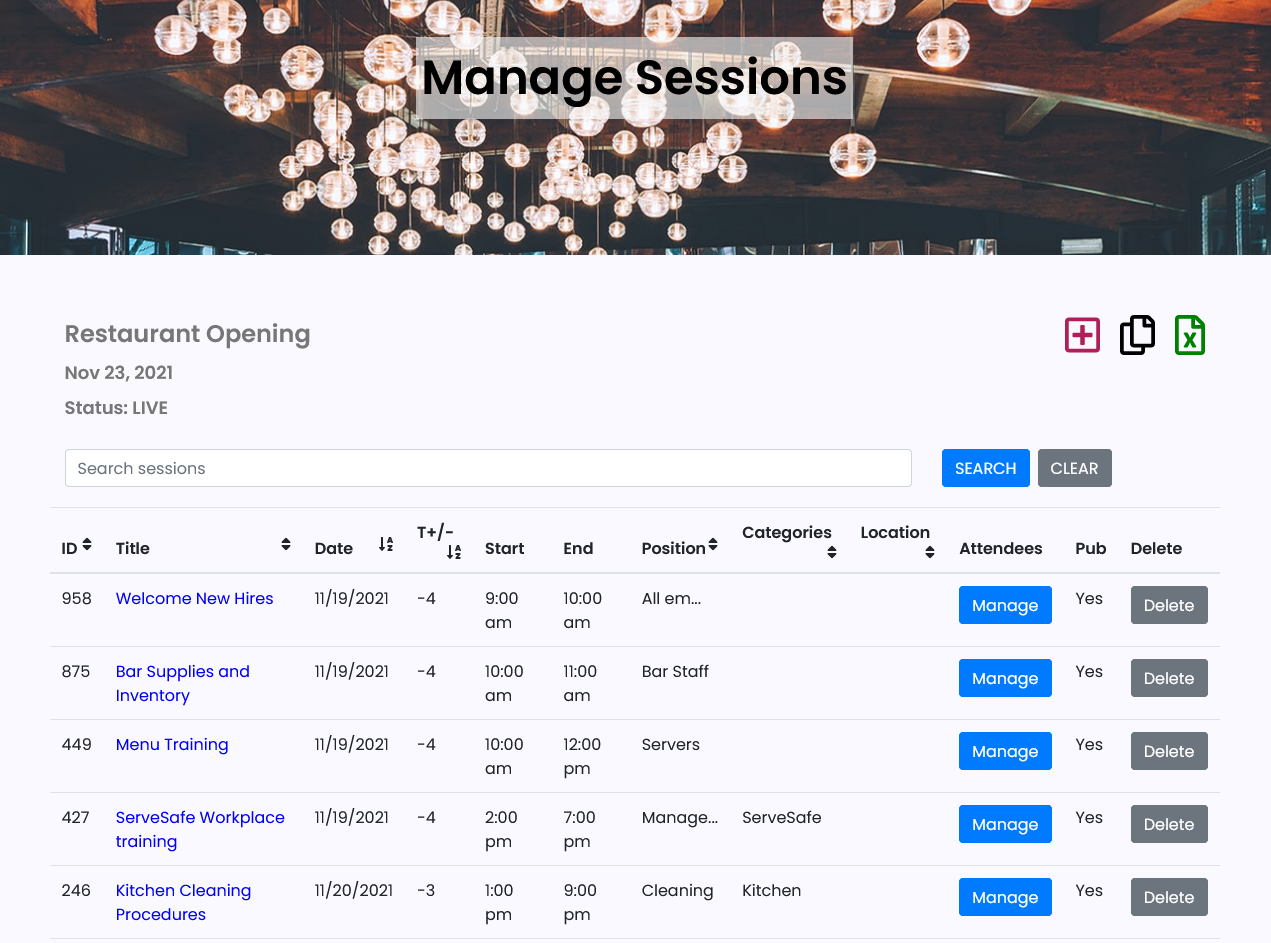 Manage Sessions
Restaurant Opening
Nov 23, 2021
Status: LIVE
Search sessions SEARCH CLEAR
ID Title Date T+/- Start End Position Categories Location Attendees Pub Delete
958 Welcome New Hires 11/19/2021 -4 9:00 10:00 All em... Manage Yes Delete
am am
875 Bar Supplies and 11/19/2021 -4 10:00 11:00 Bar Staff Manage Yes Delete
Inventory am am
449 Menu Training 11/19/2021 -4 10:00 12:00 Servers Manage Yes Delete
am pm
427 ServeSafe Workplace 11/19/2021 -4 2:00 7:00 Manage... ServeSafe Manage Yes Delete
training pm pm
246 Kitchen Cleaning 11/20/2021 -3 1:00 9:00 Cleaning Kitchen Manage Yes Delete
Procedures pm pm